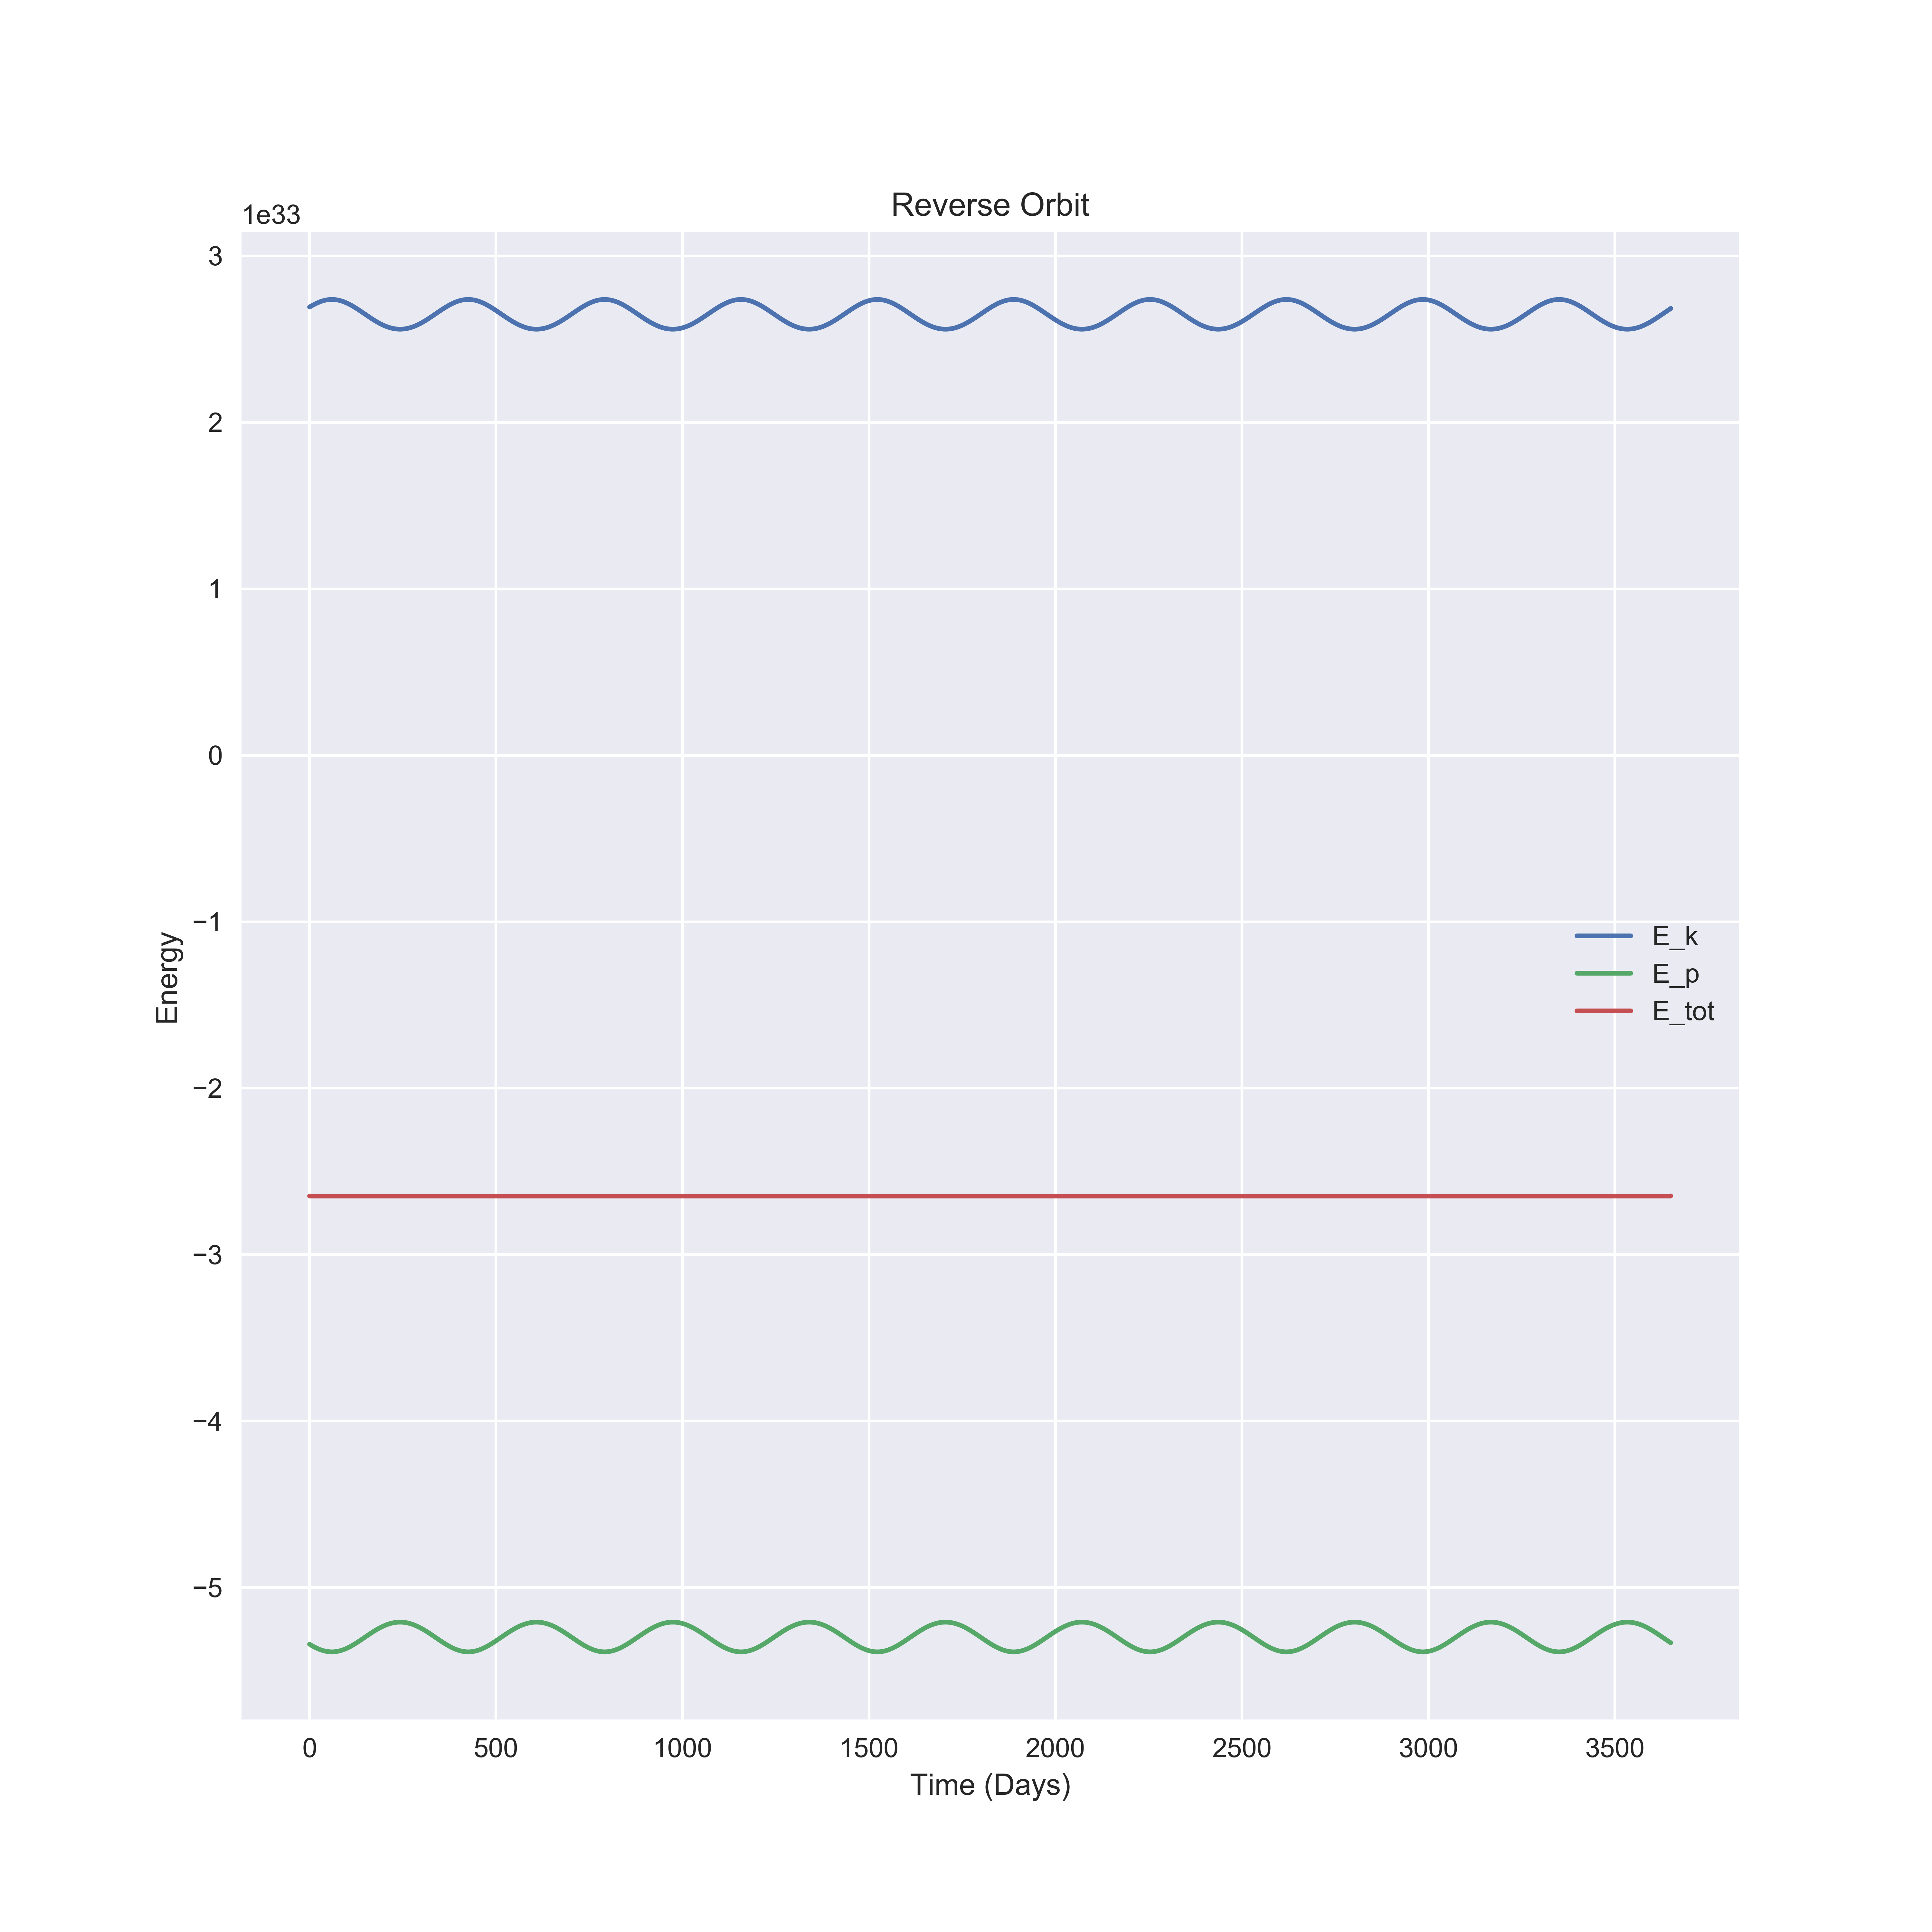 Reverse Orbit
1e33
3
2
1
0
−1
−2
−3
−4
−5
Energy
E_k
E_p
E_tot
0 500 1000 1500 2000 2500 3000 3500
Time (Days)